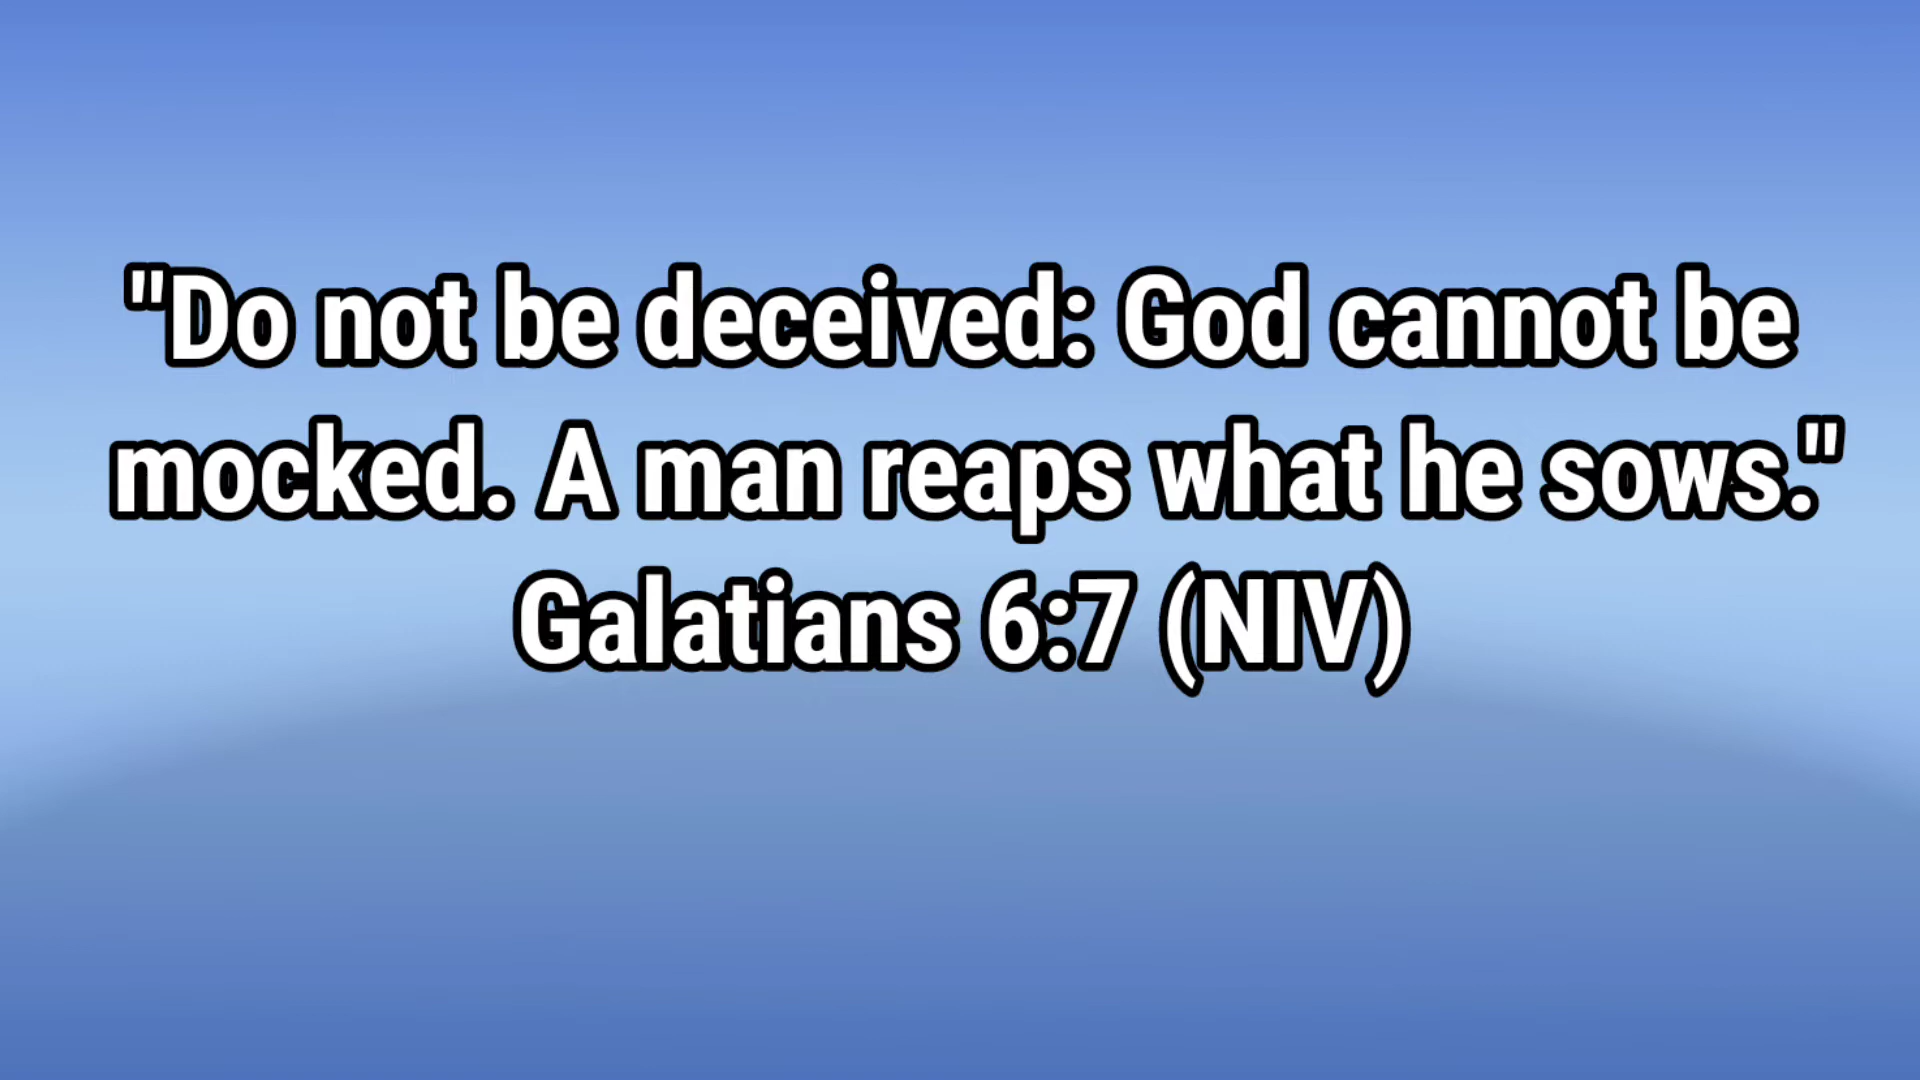 "Do not be deceived: God cannot be
mocked. A man reaps what he sows."
Galatians 6:7 (NIV)